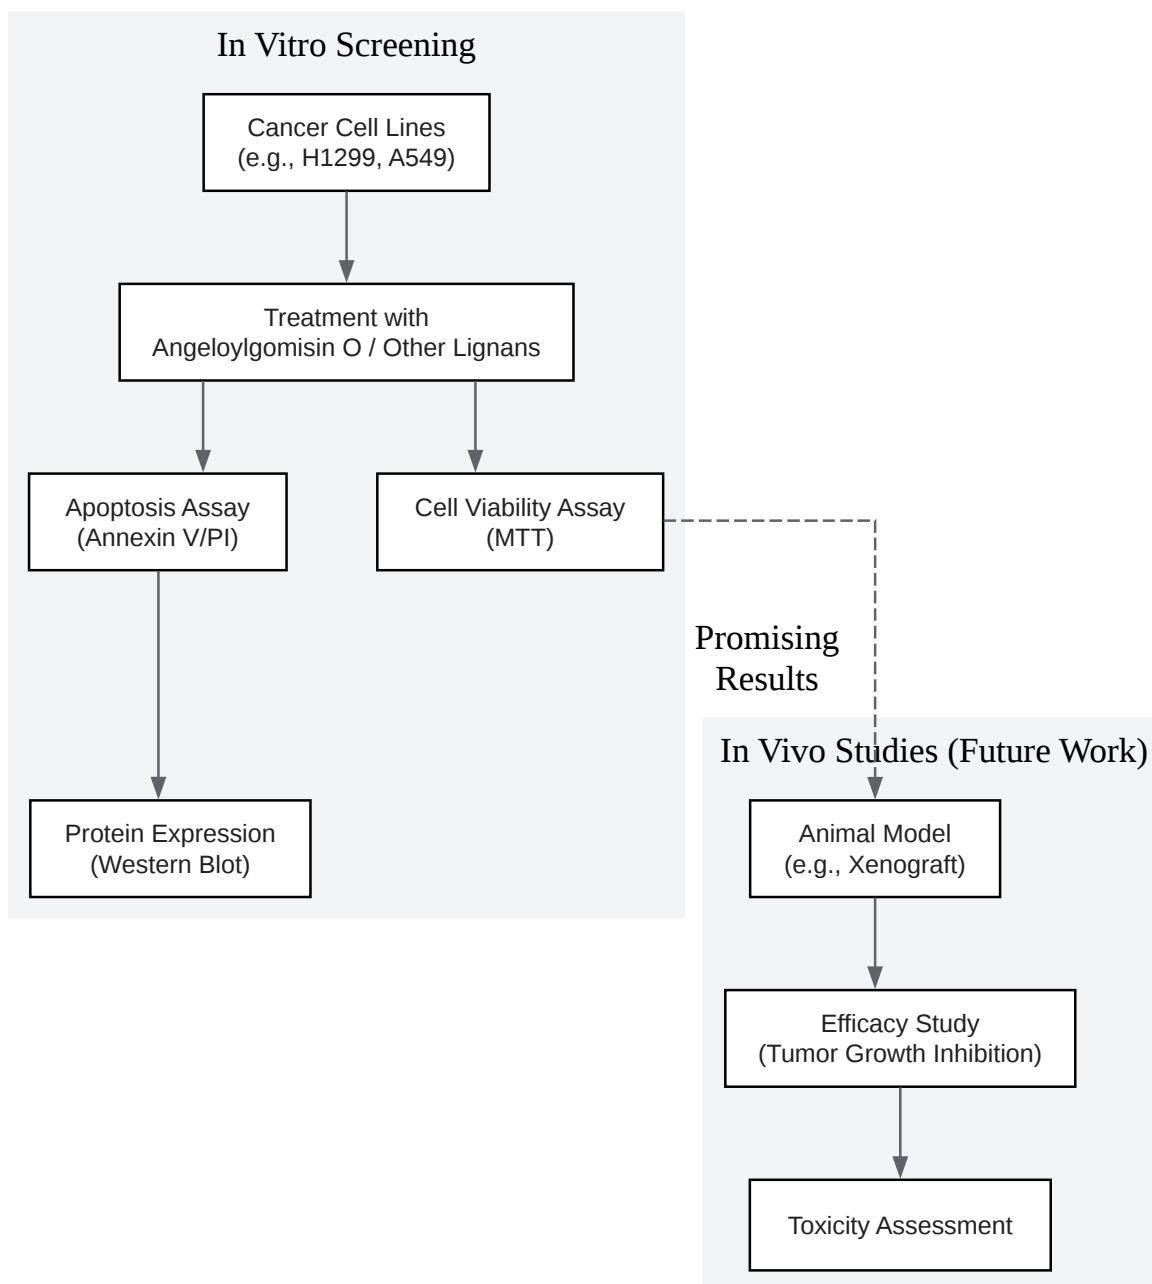 In Vitro Screening
Cancer Cell Lines
(e.g., H1299, A549)
Treatment with
Angeloylgomisin O / Other Lignans
Apoptosis Assay
(Annexin V/PI)
Cell Viability Assay
(MTT)
Promising
Results
Protein Expression
(Western Blot)
In Vivo Studies (Future Work)
Animal Model
(e.g., Xenograft)
Efficacy Study
(Tumor Growth Inhibition)
Toxicity Assessment